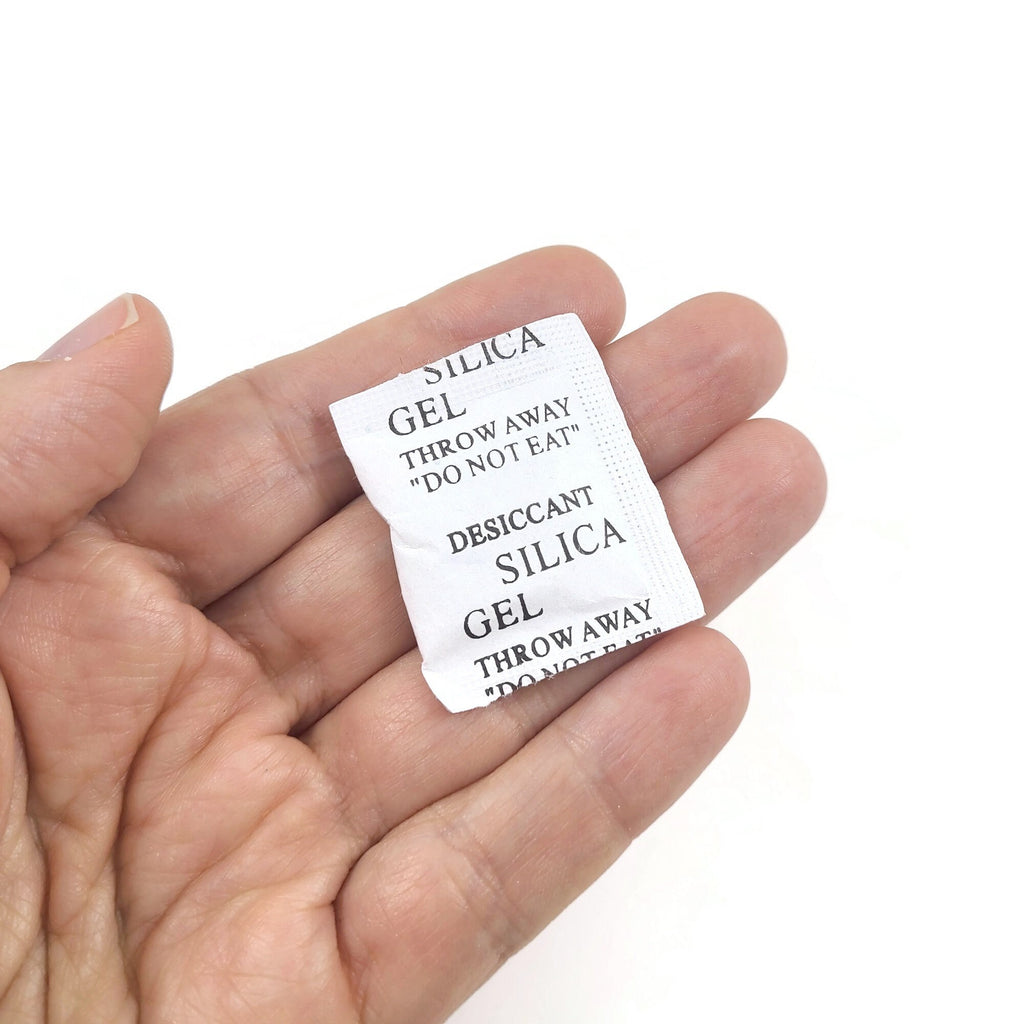 SILICA
GEL
THROW AWAY
"DO NOT EAT"
DESICCANT
SILICA
GEL
THROW AWAY
"DO NOT EAT"